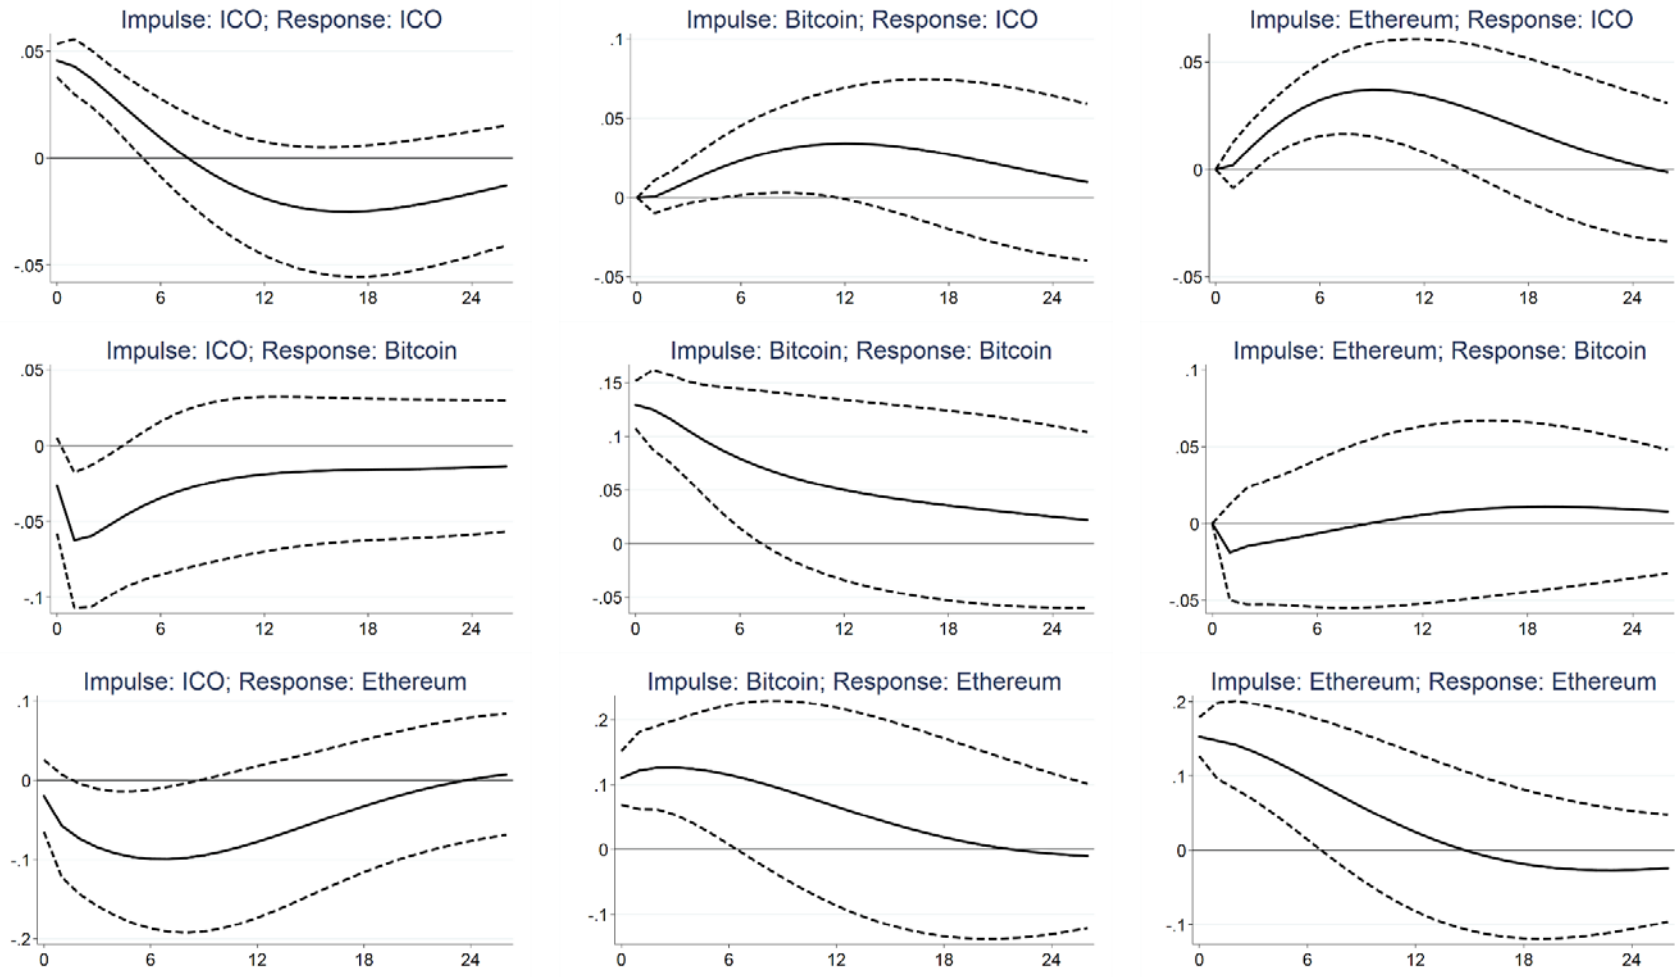 Impulse: ICO; Response: ICO
.05
0
-.05
0 6 12 18 24
Impulse: Bitcoin; Response: ICO
.1
.05
0
-.05
0 6 12 18 24
Impulse: Ethereum; Response: ICO
.05
0
-.05
0 6 12 18 24
Impulse: ICO; Response: Bitcoin
.05
0
-.05
-.1
0 6 12 18 24
Impulse: Bitcoin; Response: Bitcoin
.15
.1
.05
0
-.05
0 6 12 18 24
Impulse: Ethereum; Response: Bitcoin
.1
.05
0
-.05
0 6 12 18 24
Impulse: ICO; Response: Ethereum
.1
0
-.1
-.2
0 6 12 18 24
Impulse: Bitcoin; Response: Ethereum
.2
.1
0
-.1
0 6 12 18 24
Impulse: Ethereum; Response: Ethereum
.2
.1
0
-.1
0 6 12 18 24